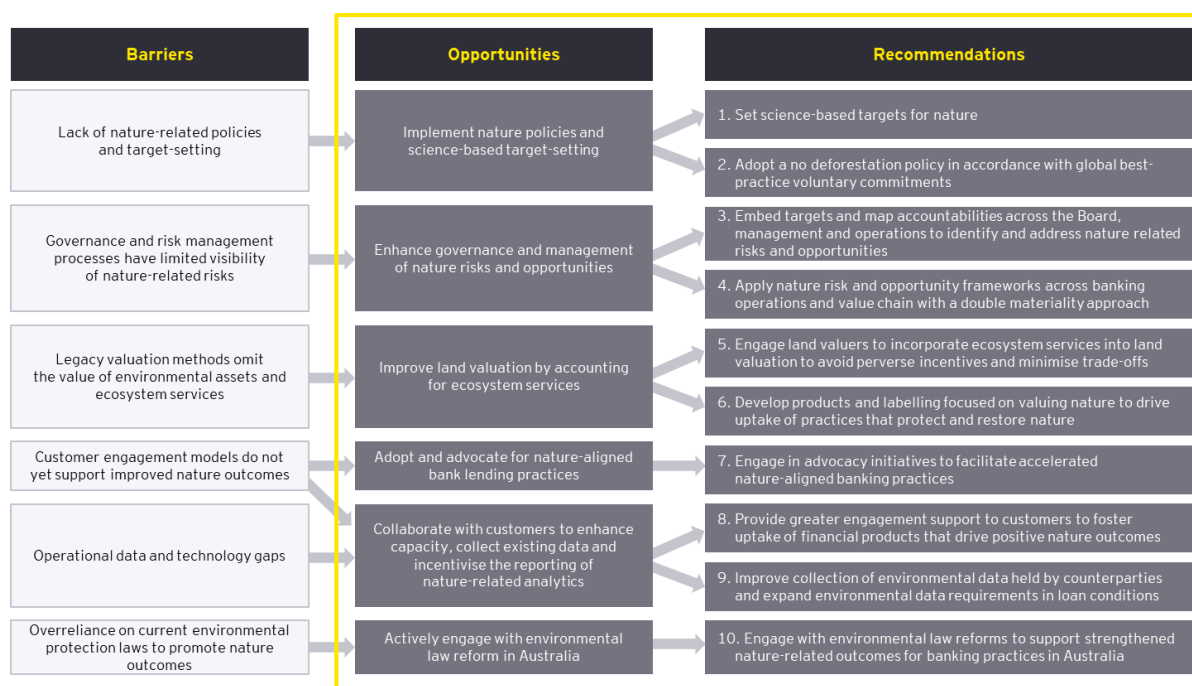 Barriers
Opportunities
Recommendations
Lack of nature-related policies
and target-setting
Implement nature policies and
science-based target-setting
1. Set science-based targets for nature
2. Adopt a no deforestation policy in accordance with global best-
practice voluntary commitments
Governance and risk management
processes have limited visibility
of nature-related risks
Enhance governance and management
of nature risks and opportunities
3. Embed targets and map accountabilities across the Board,
management and operations to identify and address nature related
risks and opportunities
4. Apply nature risk and opportunity frameworks across banking
operations and value chain with a double materiality approach
Legacy valuation methods omit
the value of environmental assets and
ecosystem services
Improve land valuation by accounting
for ecosystem services
5. Engage land valuers to incorporate ecosystem services into land
valuation to avoid perverse incentives and minimise trade-offs
6. Develop products and labelling focused on valuing nature to drive
uptake of practices that protect and restore nature
Customer engagement models do not
yet support improved nature outcomes
Adopt and advocate for nature-aligned
bank lending practices
7. Engage in advocacy initiatives to facilitate accelerated
nature-aligned banking practices
Operational data and technology gaps
Collaborate with customers to enhance
capacity, collect existing data and
incentivise the reporting of
nature-related analytics
8. Provide greater engagement support to customers to foster
uptake of financial products that drive positive nature outcomes
9. Improve collection of environmental data held by counterparties
and expand environmental data requirements in loan conditions
Overreliance on current environmental
protection laws to promote nature
outcomes
Actively engage with environmental
law reform in Australia
10. Engage with environmental law reforms to support strengthened
nature-related outcomes for banking practices in Australia